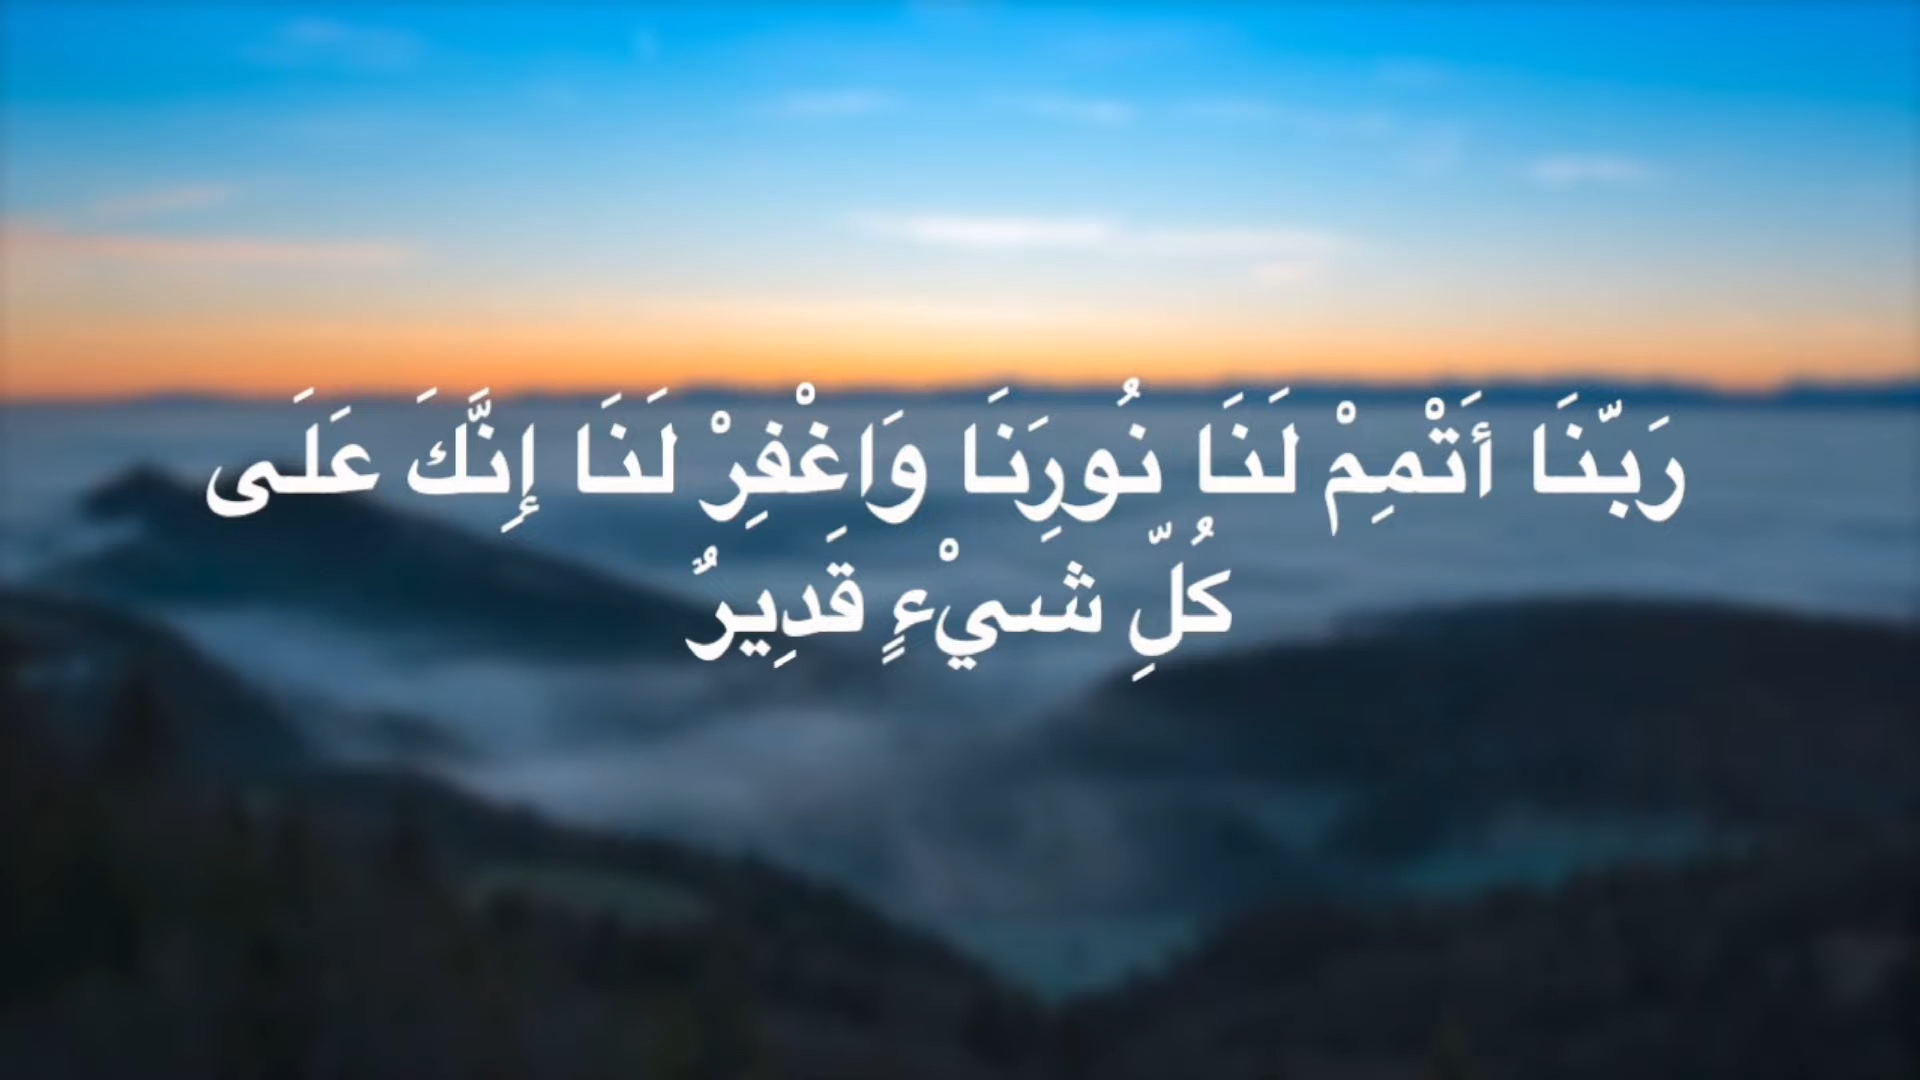 رَبّنَا أَتْمِمْ لَنَا نُورِنَا وَاغْفِرْ لَنَا إِنَّكَ عَلَى
كُلِّ شيْءٍ قَدِيرٌ